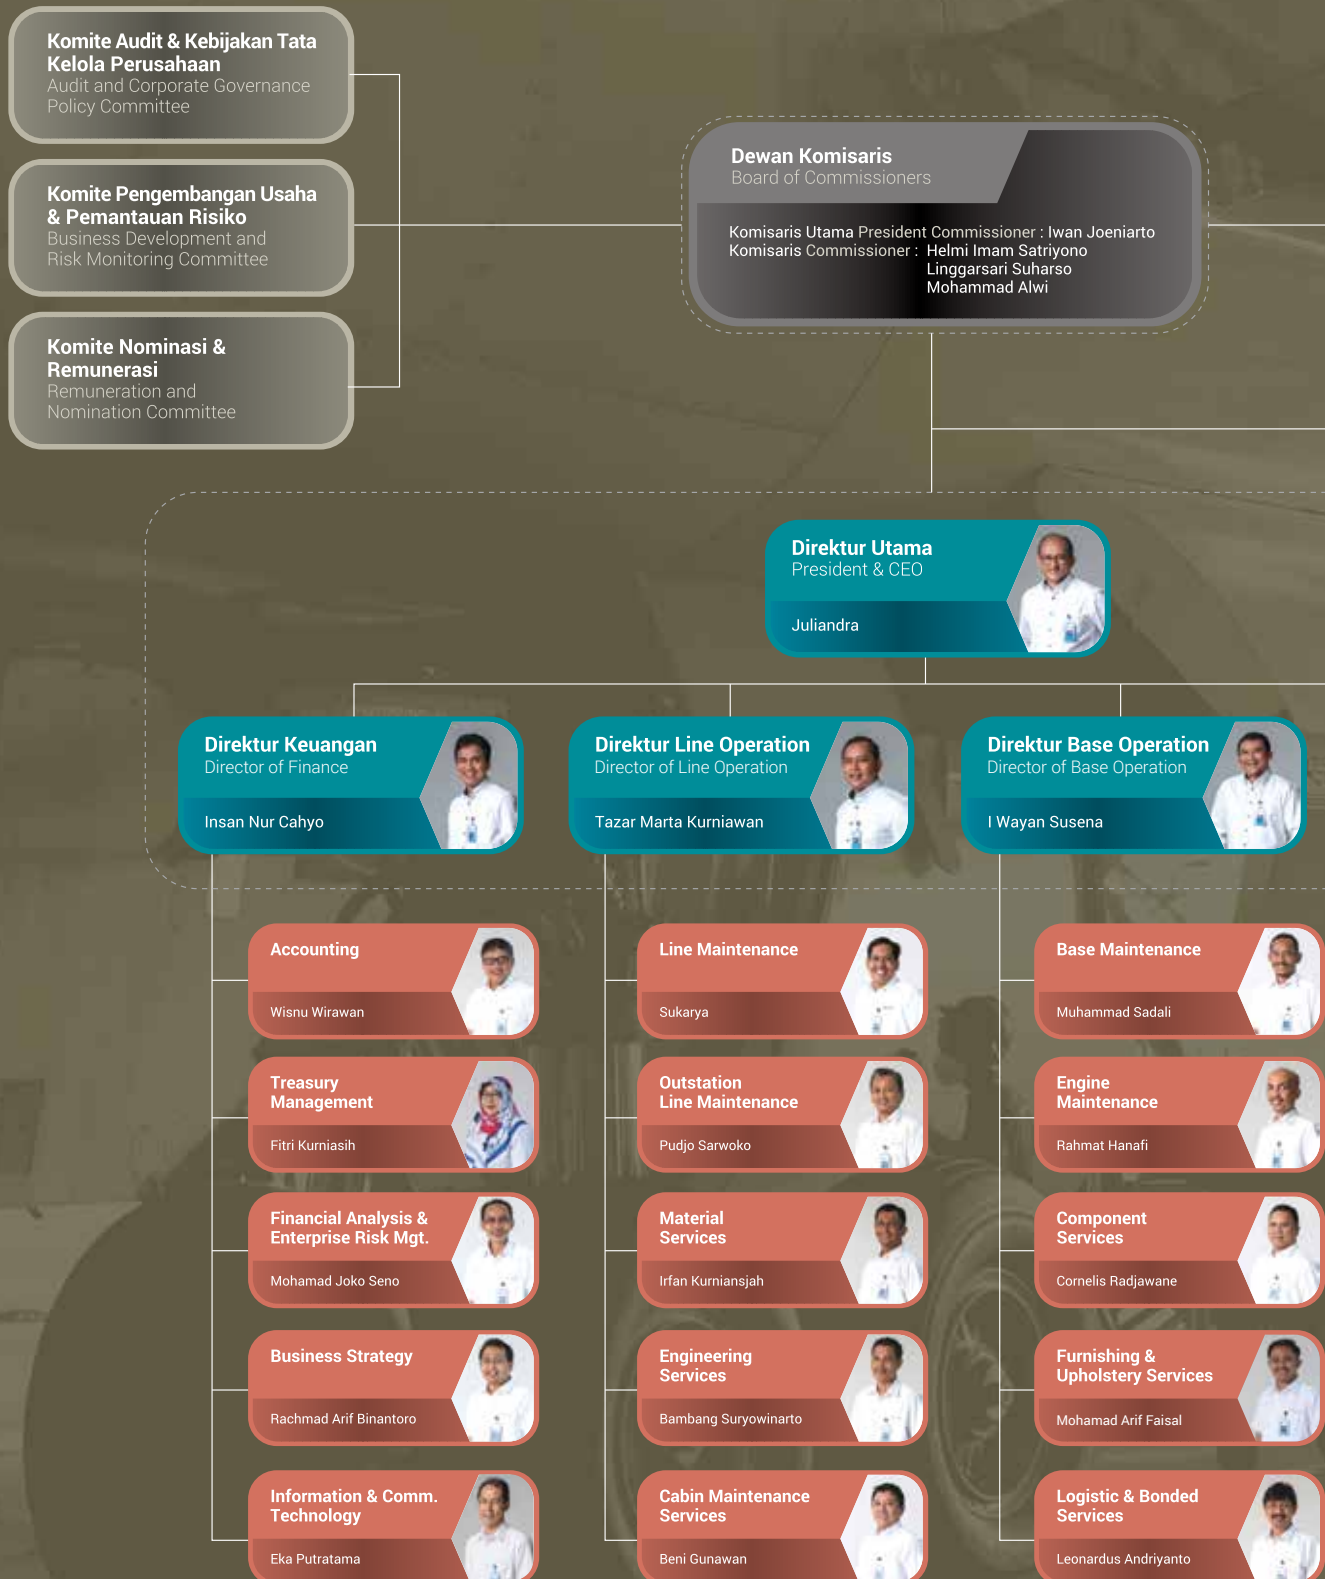 Komite Audit & Kebijakan Tata
Kelola Perusahaan
Audit and Corporate Governance
Policy Committee
Komite Pengembangan Usaha
& Pemantauan Risiko
Business Development and
Risk Monitoring Committee
Komite Nominasi &
Remunerasi
Remuneration and
Nomination Committee
Dewan Komisaris
Board of Commissioners
Komisaris Utama President Commissioner : Iwan Joeniarto
Komisaris Commissioner : Helmi Imam Satriyono
Linggarsari Suharso
Mohammad Alwi
Direktur Utama
President & CEO
Juliandra
Direktur Keuangan
Director of Finance
Insan Nur Cahyo
Direktur Line Operation
Director of Line Operation
Tazar Marta Kurniawan
Direktur Base Operation
Director of Base Operation
I Wayan Susena
Accounting
Wisnu Wirawan
Treasury
Management
Fitri Kurniasih
Financial Analysis &
Enterprise Risk Mgt.
Mohamad Joko Seno
Business Strategy
Rachmad Arif Binantoro
Information & Comm.
Technology
Eka Putratama
Line Maintenance
Sukarya
Outstation
Line Maintenance
Pudjo Sarwoko
Material
Services
Irfan Kurniansjah
Engineering
Services
Bambang Suryowinarto
Cabin Maintenance
Services
Beni Gunawan
Base Maintenance
Muhammad Sadali
Engine
Maintenance
Rahmat Hanafi
Component
Services
Cornelis Radjawane
Furnishing &
Upholstery Services
Mohamad Arif Faisal
Logistic & Bonded
Services
Leonardus Andriyanto